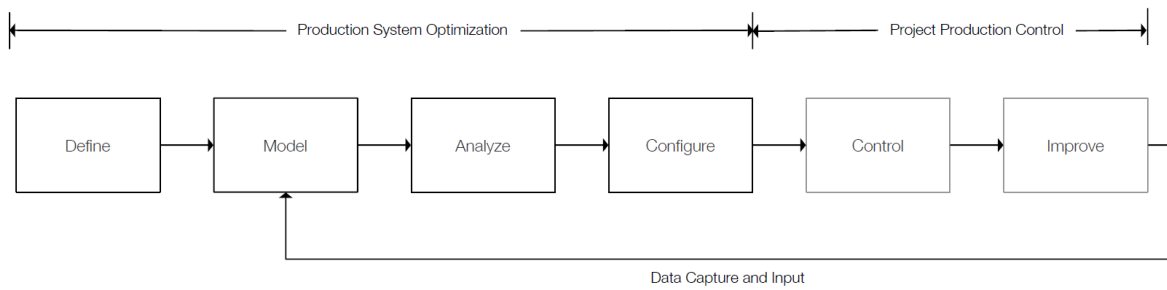 Production System Optimization
Project Production Control
Define
Model
Analyze
Configure
Control
Improve
Data Capture and Input